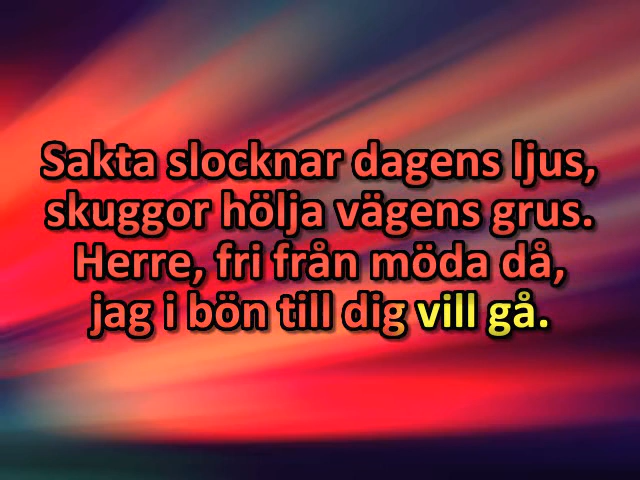 Sakta slocknar dagens ljus,
skuggor hölja vägens grus.
Herre, fri från möda då,
jag i bön till dig vill gå.